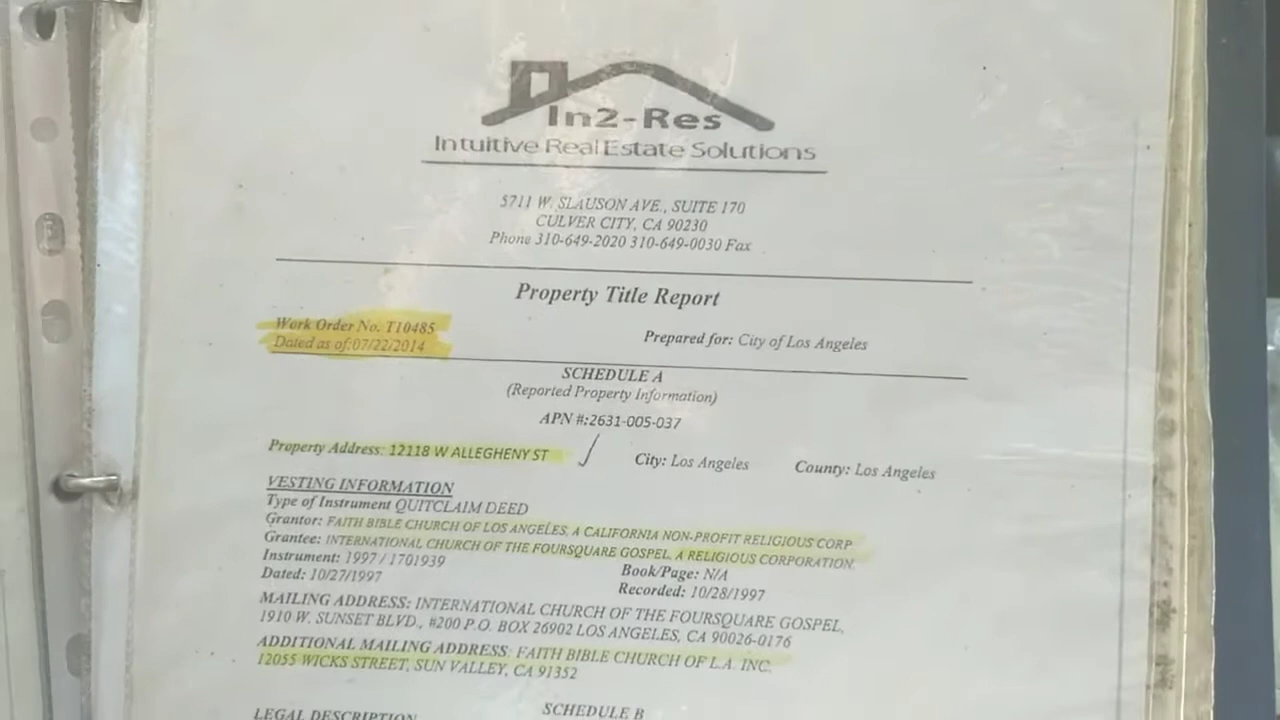 In2-Res
Intuitive Real Estate Solutions
5711 W. SLAUSON AVE., SUITE 170
CULVER CITY, CA 90230
Phone 310-649-2020 310-649-0030 Fax
Property Title Report
Work Order No. T10485
Dated as of:07/22/2014
Prepared for: City of Los Angeles
SCHEDULE A
(Reported Property Information)
APN #:2631-005-037
Property Address: 12118 W ALLEGHENY ST City: Los Angeles County: Los Angeles
VESTING INFORMATION
Type of Instrument QUITCLAIM DEED
Grantor: FAITH BIBLE CHURCH OF LOS ANGELES, A CALIFORNIA NON-PROFIT RELIGIOUS CORP
Grantee: INTERNATIONAL CHURCH OF THE FOURSQUARE GOSPEL, A RELIGIOUS CORPORATION.
Instrument: 1997 / 1701939 Book/Page: N/A
Dated: 10/27/1997 Recorded: 10/28/1997
MAILING ADDRESS: INTERNATIONAL CHURCH OF THE FOURSQUARE GOSPEL,
1910 W. SUNSET BLVD., #200 P.O. BOX 26902 LOS ANGELES, CA 90026-0176
ADDITIONAL MAILING ADDRESS: FAITH BIBLE CHURCH OF L.A. INC.
12055 WICKS STREET, SUN VALLEY, CA 91352
SCHEDULE B
LEGAL DESCRIPTION